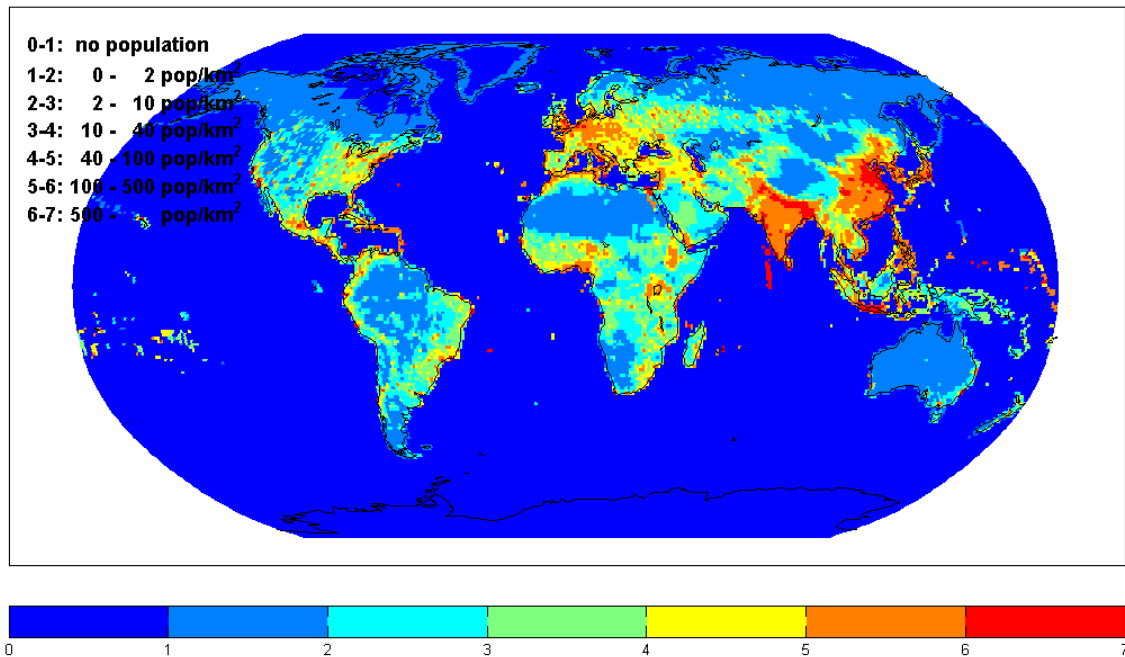 0-1: no population
1-2: 0 - 2 pop/km²
2-3: 2 - 10 pop/km²
3-4: 10 - 40 pop/km²
4-5: 40 - 100 pop/km²
5-6: 100 - 500 pop/km²
6-7: 500 - pop/km²
0 1 2 3 4 5 6 7